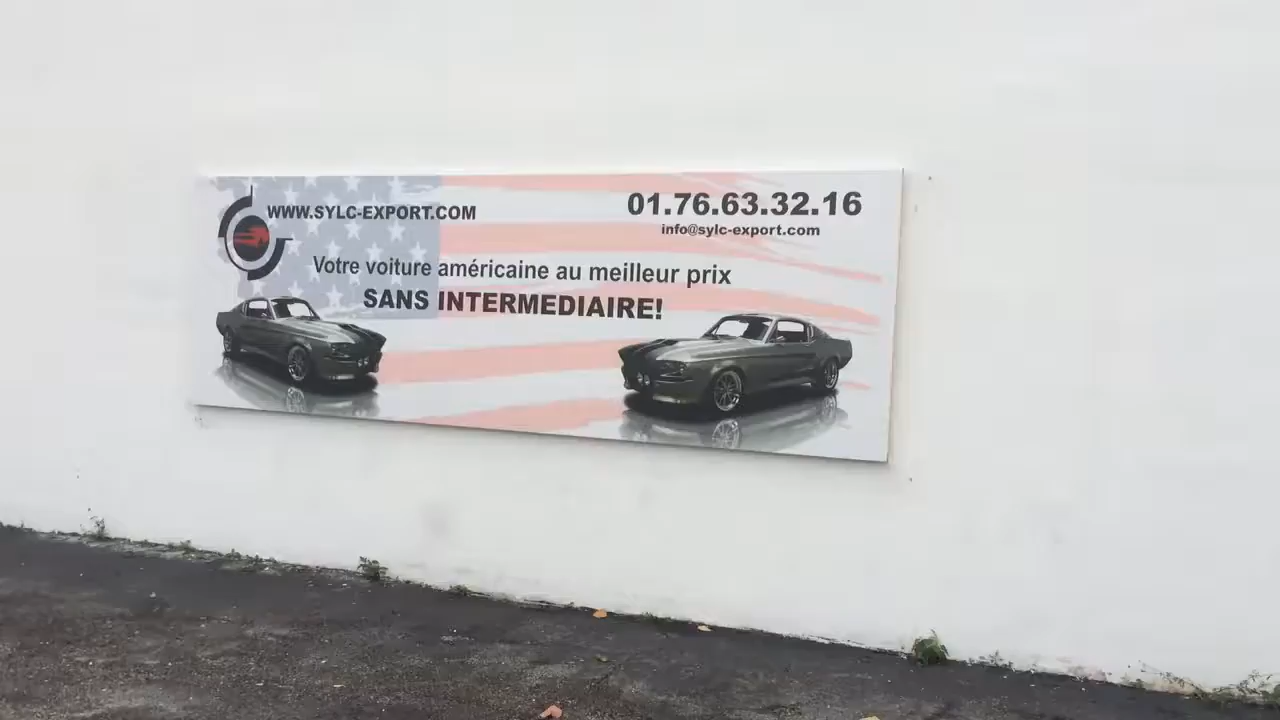 WWW.SYLC-EXPORT.COM
01.76.63.32.16
info@sylc-export.com
Votre voiture américaine au meilleur prix
SANS INTERMEDIAIRE!